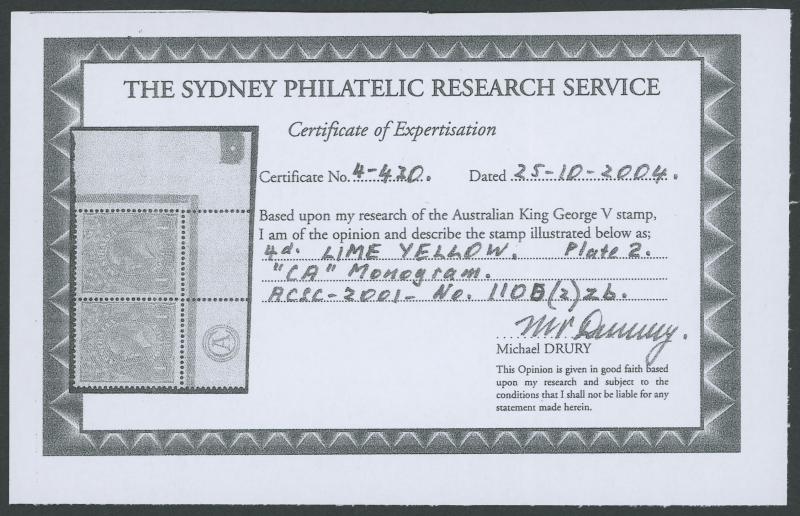 THE SYDNEY PHILATELIC RESEARCH SERVICE
Certificate of Expertisation
Certificate No. 4-420. Dated 25-10-2004.
Based upon my research of the Australian King George V stamp,
I am of the opinion and describe the stamp illustrated below as;
4d. LIME YELLOW. Plate 2.
"CA" Monogram.
ACSC-2001- No. 110B(2)zb.
Michael DRURY
This Opinion is given in good faith based
upon my research and subject to the
conditions that I shall not be liable for any
statement made herein.